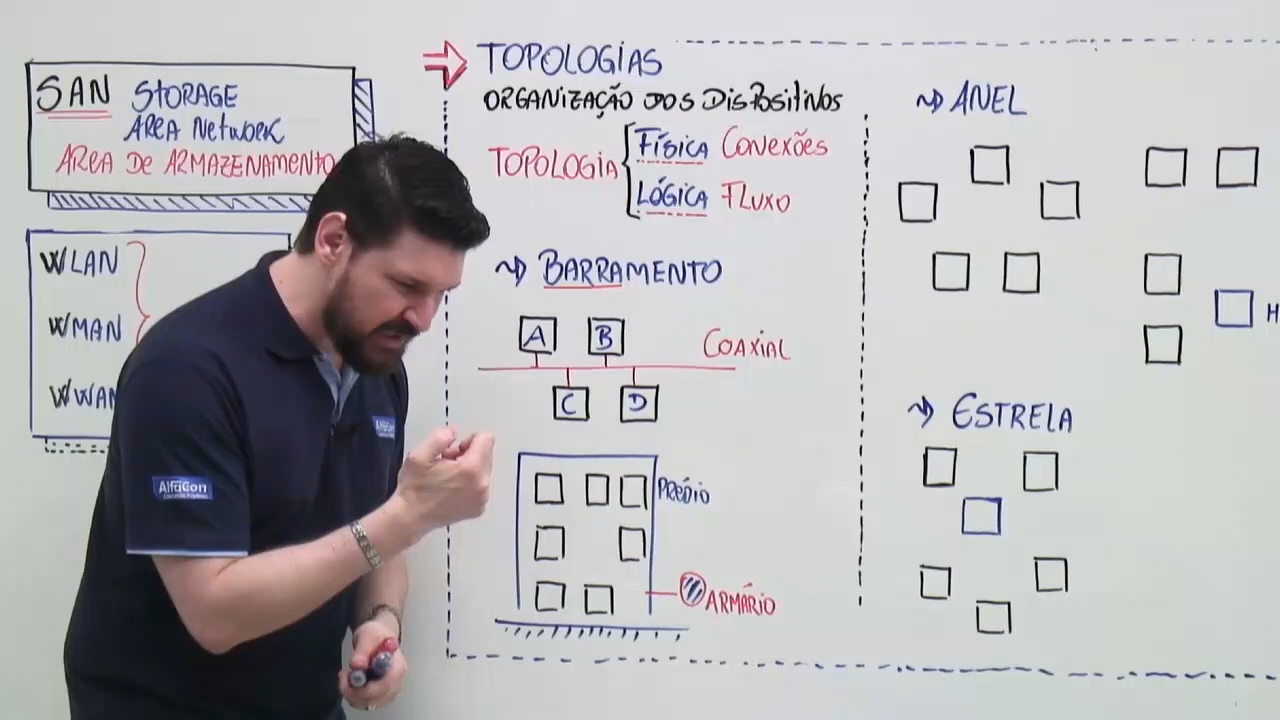 SAN STORAGE
AREA NETWORK
AREA DE ARMAZENAMENTO
WLAN
WMAN
WWAN
TOPOLOGIAS
ORGANIZAÇÃO DOS DISPOSITIVOS
TOPOLOGIA
FÍSICA CONEXÕES
LÓGICA FLUXO
BARRAMENTO
A
B
COAXIAL
C
D
PRÉDIO
ARMÁRIO
ANEL
H
ESTRELA
AlfaCon
AlfaCon